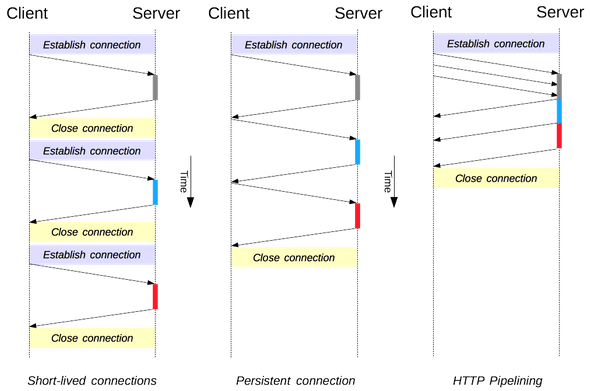 Client Server
Establish connection
Close connection
Establish connection
Close connection
Establish connection
Close connection
Short-lived connections
Time
Client Server
Establish connection
Close connection
Persistent connection
Time
Client Server
Establish connection
Close connection
HTTP Pipelining